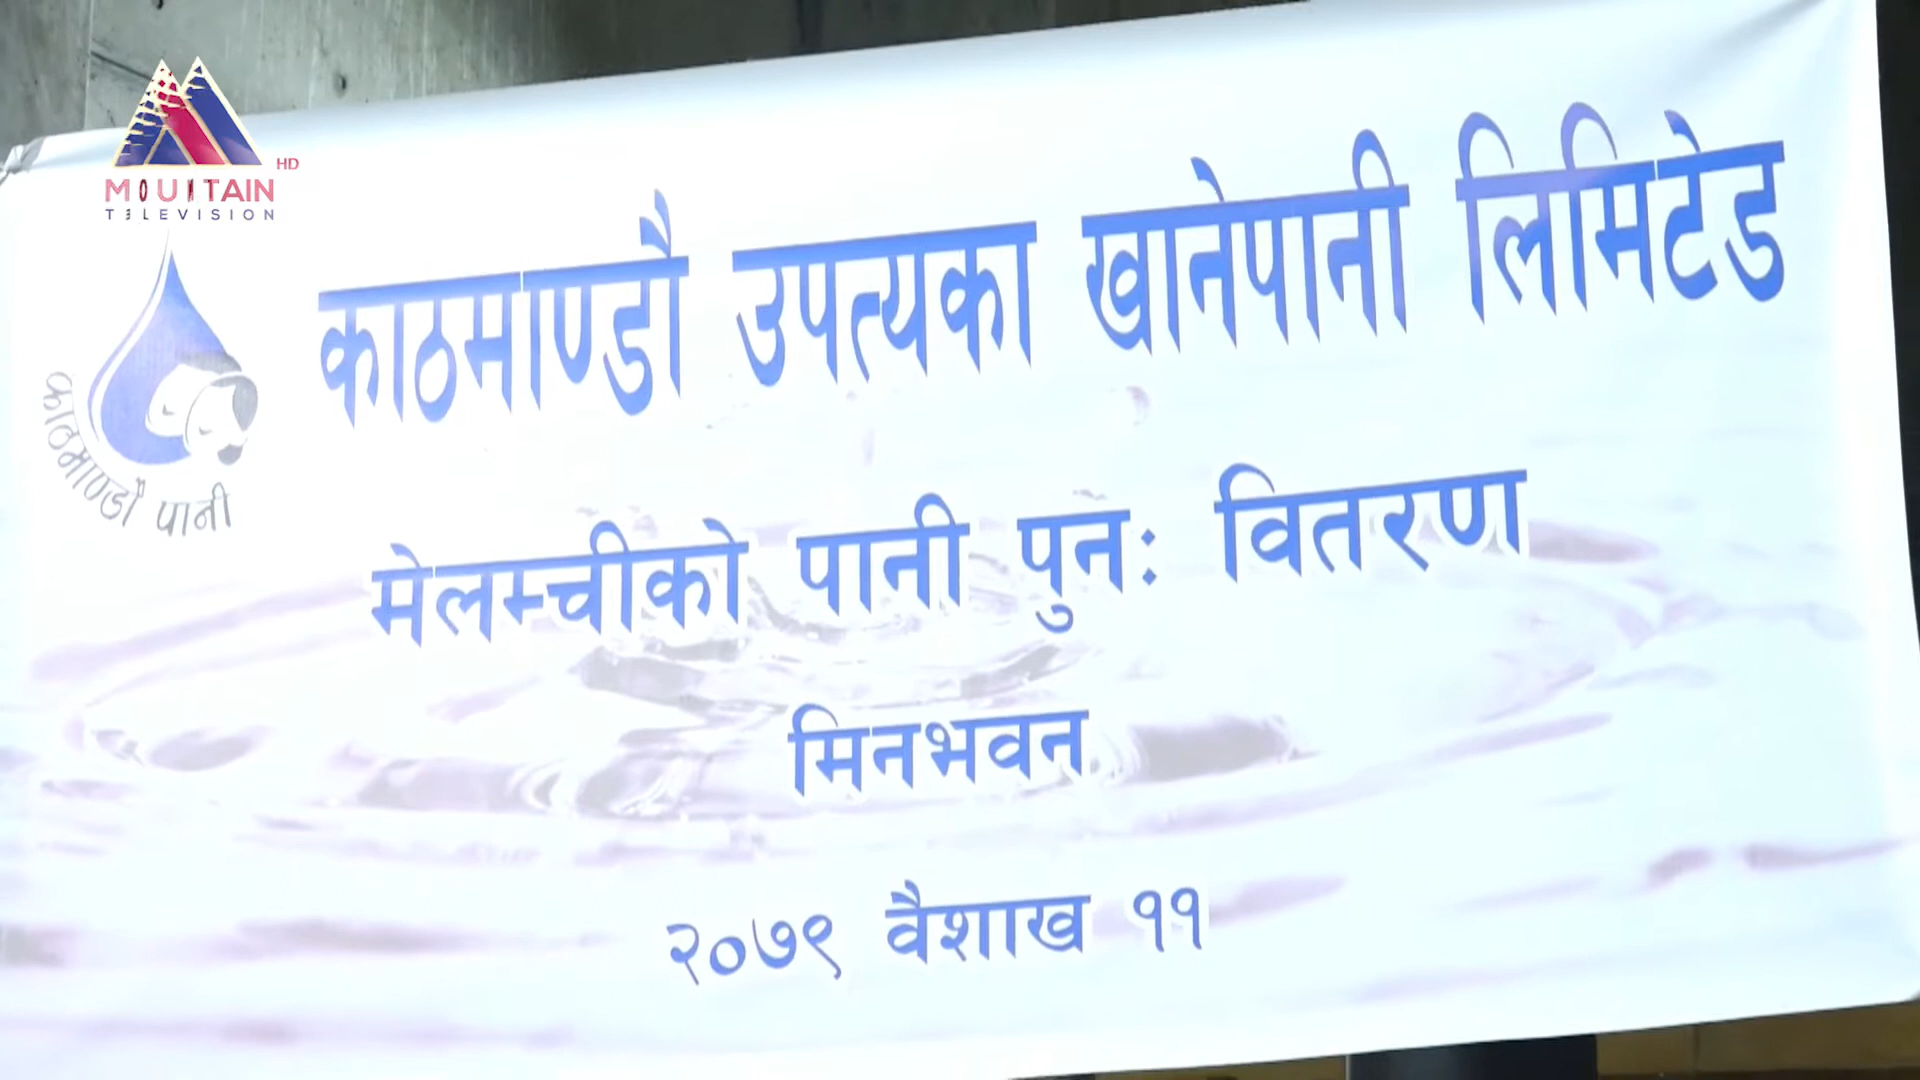 MOUNTAIN HD
TELEVISION
काठमाण्डौ उपत्यका खानेपानी लिमिटेड
काठमाण्डौ पानी
मेलम्चीको पानी पुनः वितरण
मिनभवन
२०७९ वैशाख ११